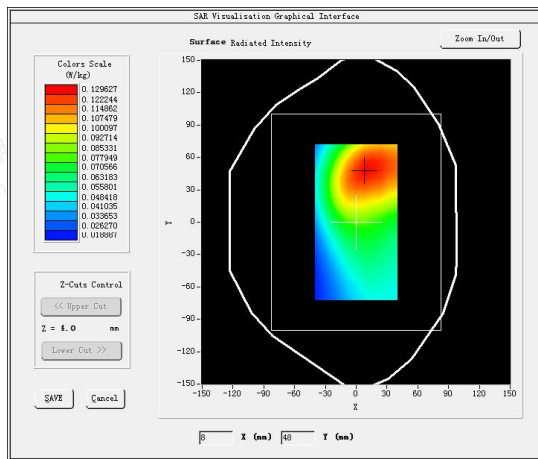 SAR Visualisation Graphical Interface
Surface Radiated Intensity
Zoom In/Out
Colors Scale
(W/kg)
0.129627
0.122244
0.114862
0.107479
0.100097
0.092714
0.085331
0.077949
0.070566
0.063183
0.055801
0.048418
0.041035
0.033653
0.026270
0.018887
Z-Cuts Control
<< Upper Cut
Z = 4.0 mm
Lower Cut >>
SAVE
Cancel
150
120
90
60
30
0
-30
-60
-90
-120
-150
Y
-150 -120 -90 -60 -30 0 30 60 90 120 150
X
8 X (mm) 48 Y (mm)